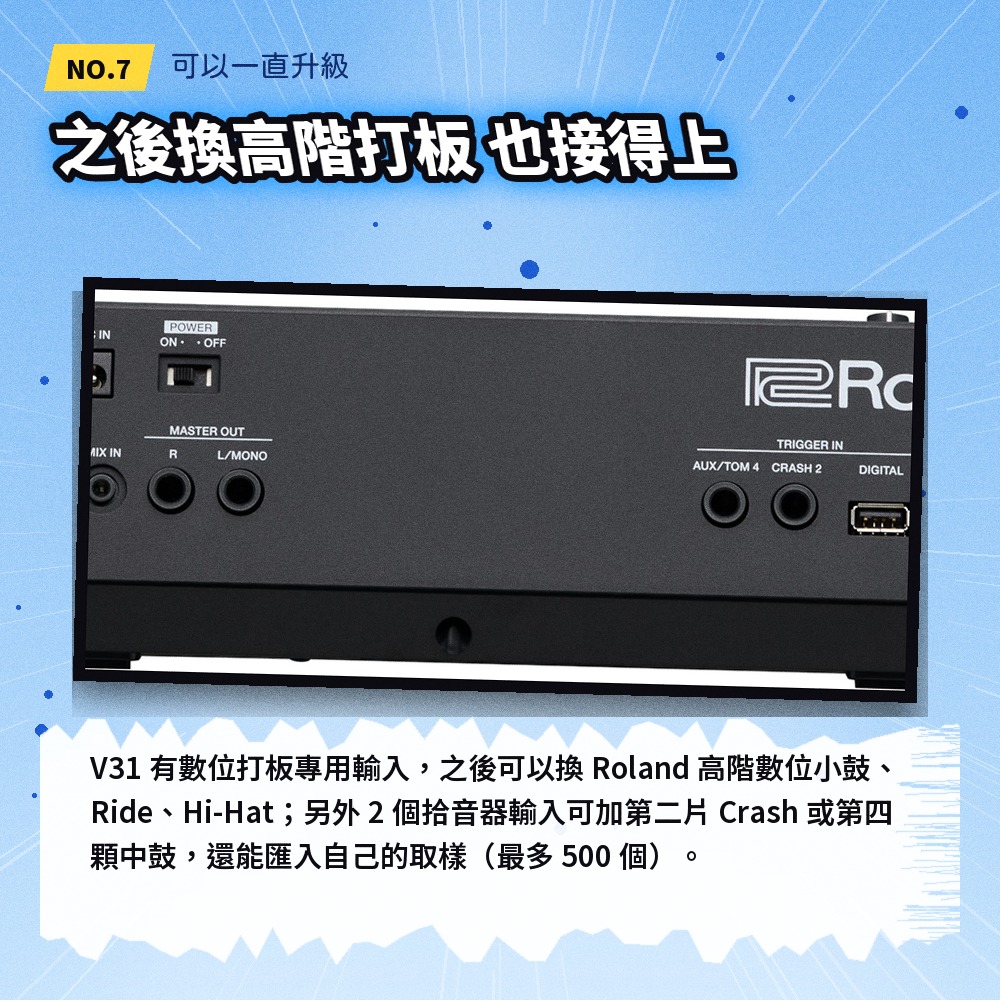 NO.7 可以一直升級
之後換高階打板 也接得上
IN
POWER
ON・ ・OFF
MASTER OUT
MIX IN R L/MONO
Ro
TRIGGER IN
AUX/TOM 4 CRASH 2 DIGITAL
V31 有數位打板專用輸入，之後可以換 Roland 高階數位小鼓、
Ride、Hi-Hat；另外 2 個拾音器輸入可加第二片 Crash 或第四
顆中鼓，還能匯入自己的取樣（最多 500 個）。